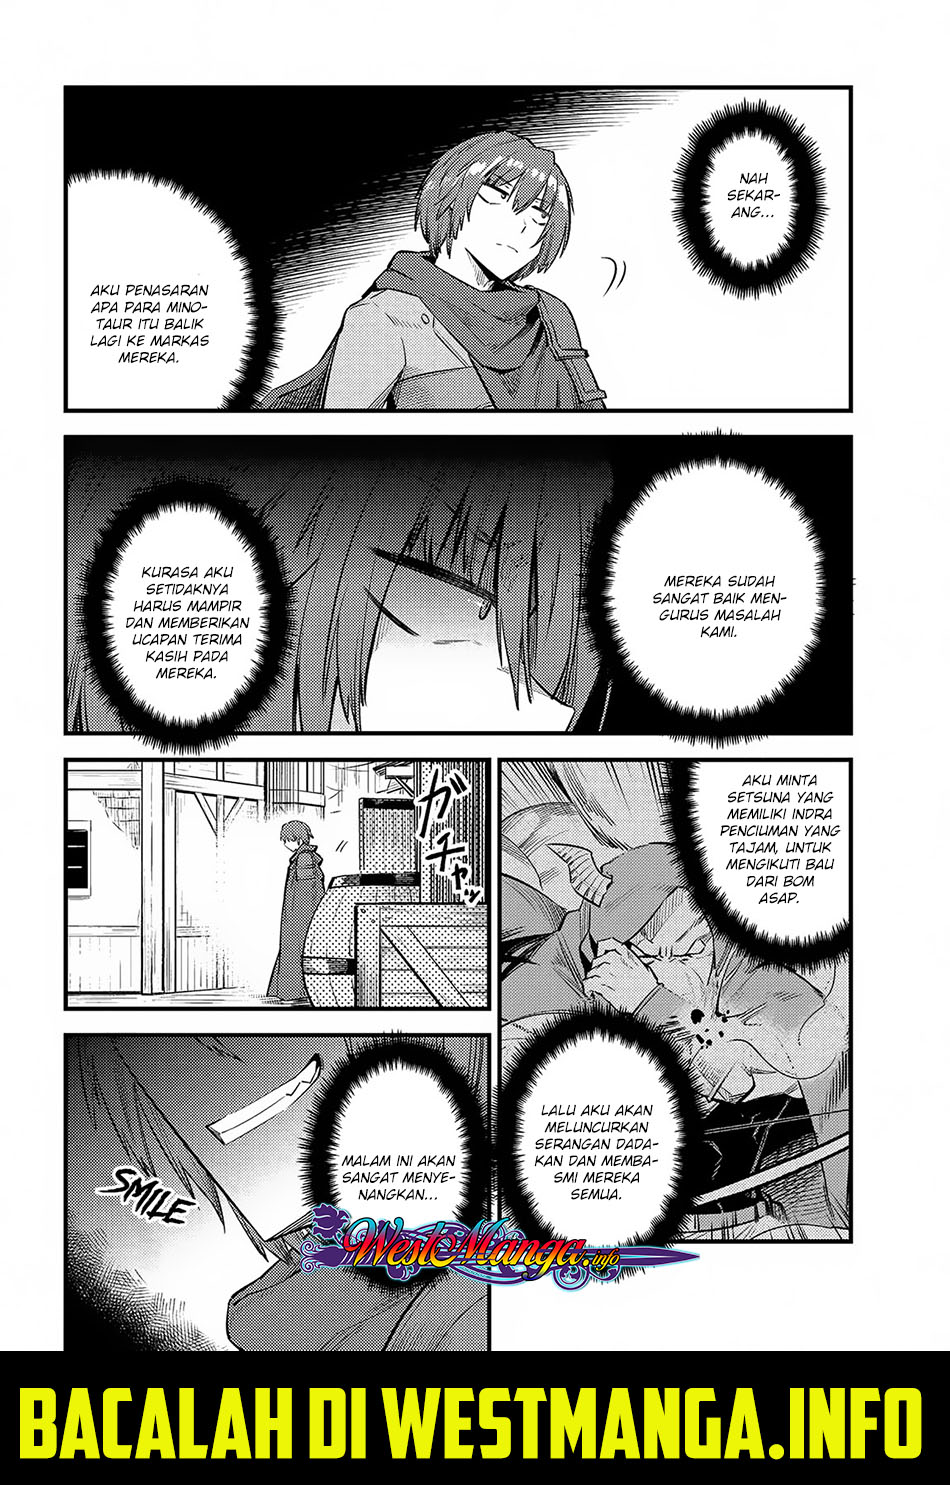 NAH
SEKAR-
ANG...
AKU PENASARAN
APA PARA MINO-
TAUR ITU BALIK
LAGI KE MARKAS
MEREKA.
MEREKA SUDAH
SANGAT BAIK MEN-
GURUS MASALAH
KAMI.
KURASA AKU
SETIDAKNYA
HARUS MAMPIR
DAN MEMBERIKAN
UCAPAN TERIMA
KASIH PADA
MEREKA.
AKU MINTA
SETSUNA YANG
MEMILIKI INDRA
PENCIUMAN YANG
TAJAM, UNTUK
MENGIKUTI BAU
DARI BOM
ASAP.
ガチャッ
LALU AKU AKAN
MELUNCURKAN
SERANGAN DADA-
KAN DAN MEMBA-
SMI MEREKA
SEMUA.
MALAM INI AKAN
SANGAT MENYE-
NANGKAN...
SMILE
WestManga.info
BACALAH DI WESTMANGA.INFO